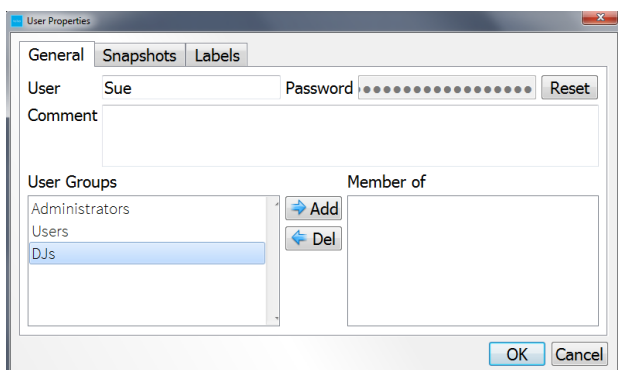 User Properties
General Snapshots Labels
User Sue Password Reset
Comment
User Groups Member of
Administrators
Users
DJs
Add
Del
OK Cancel